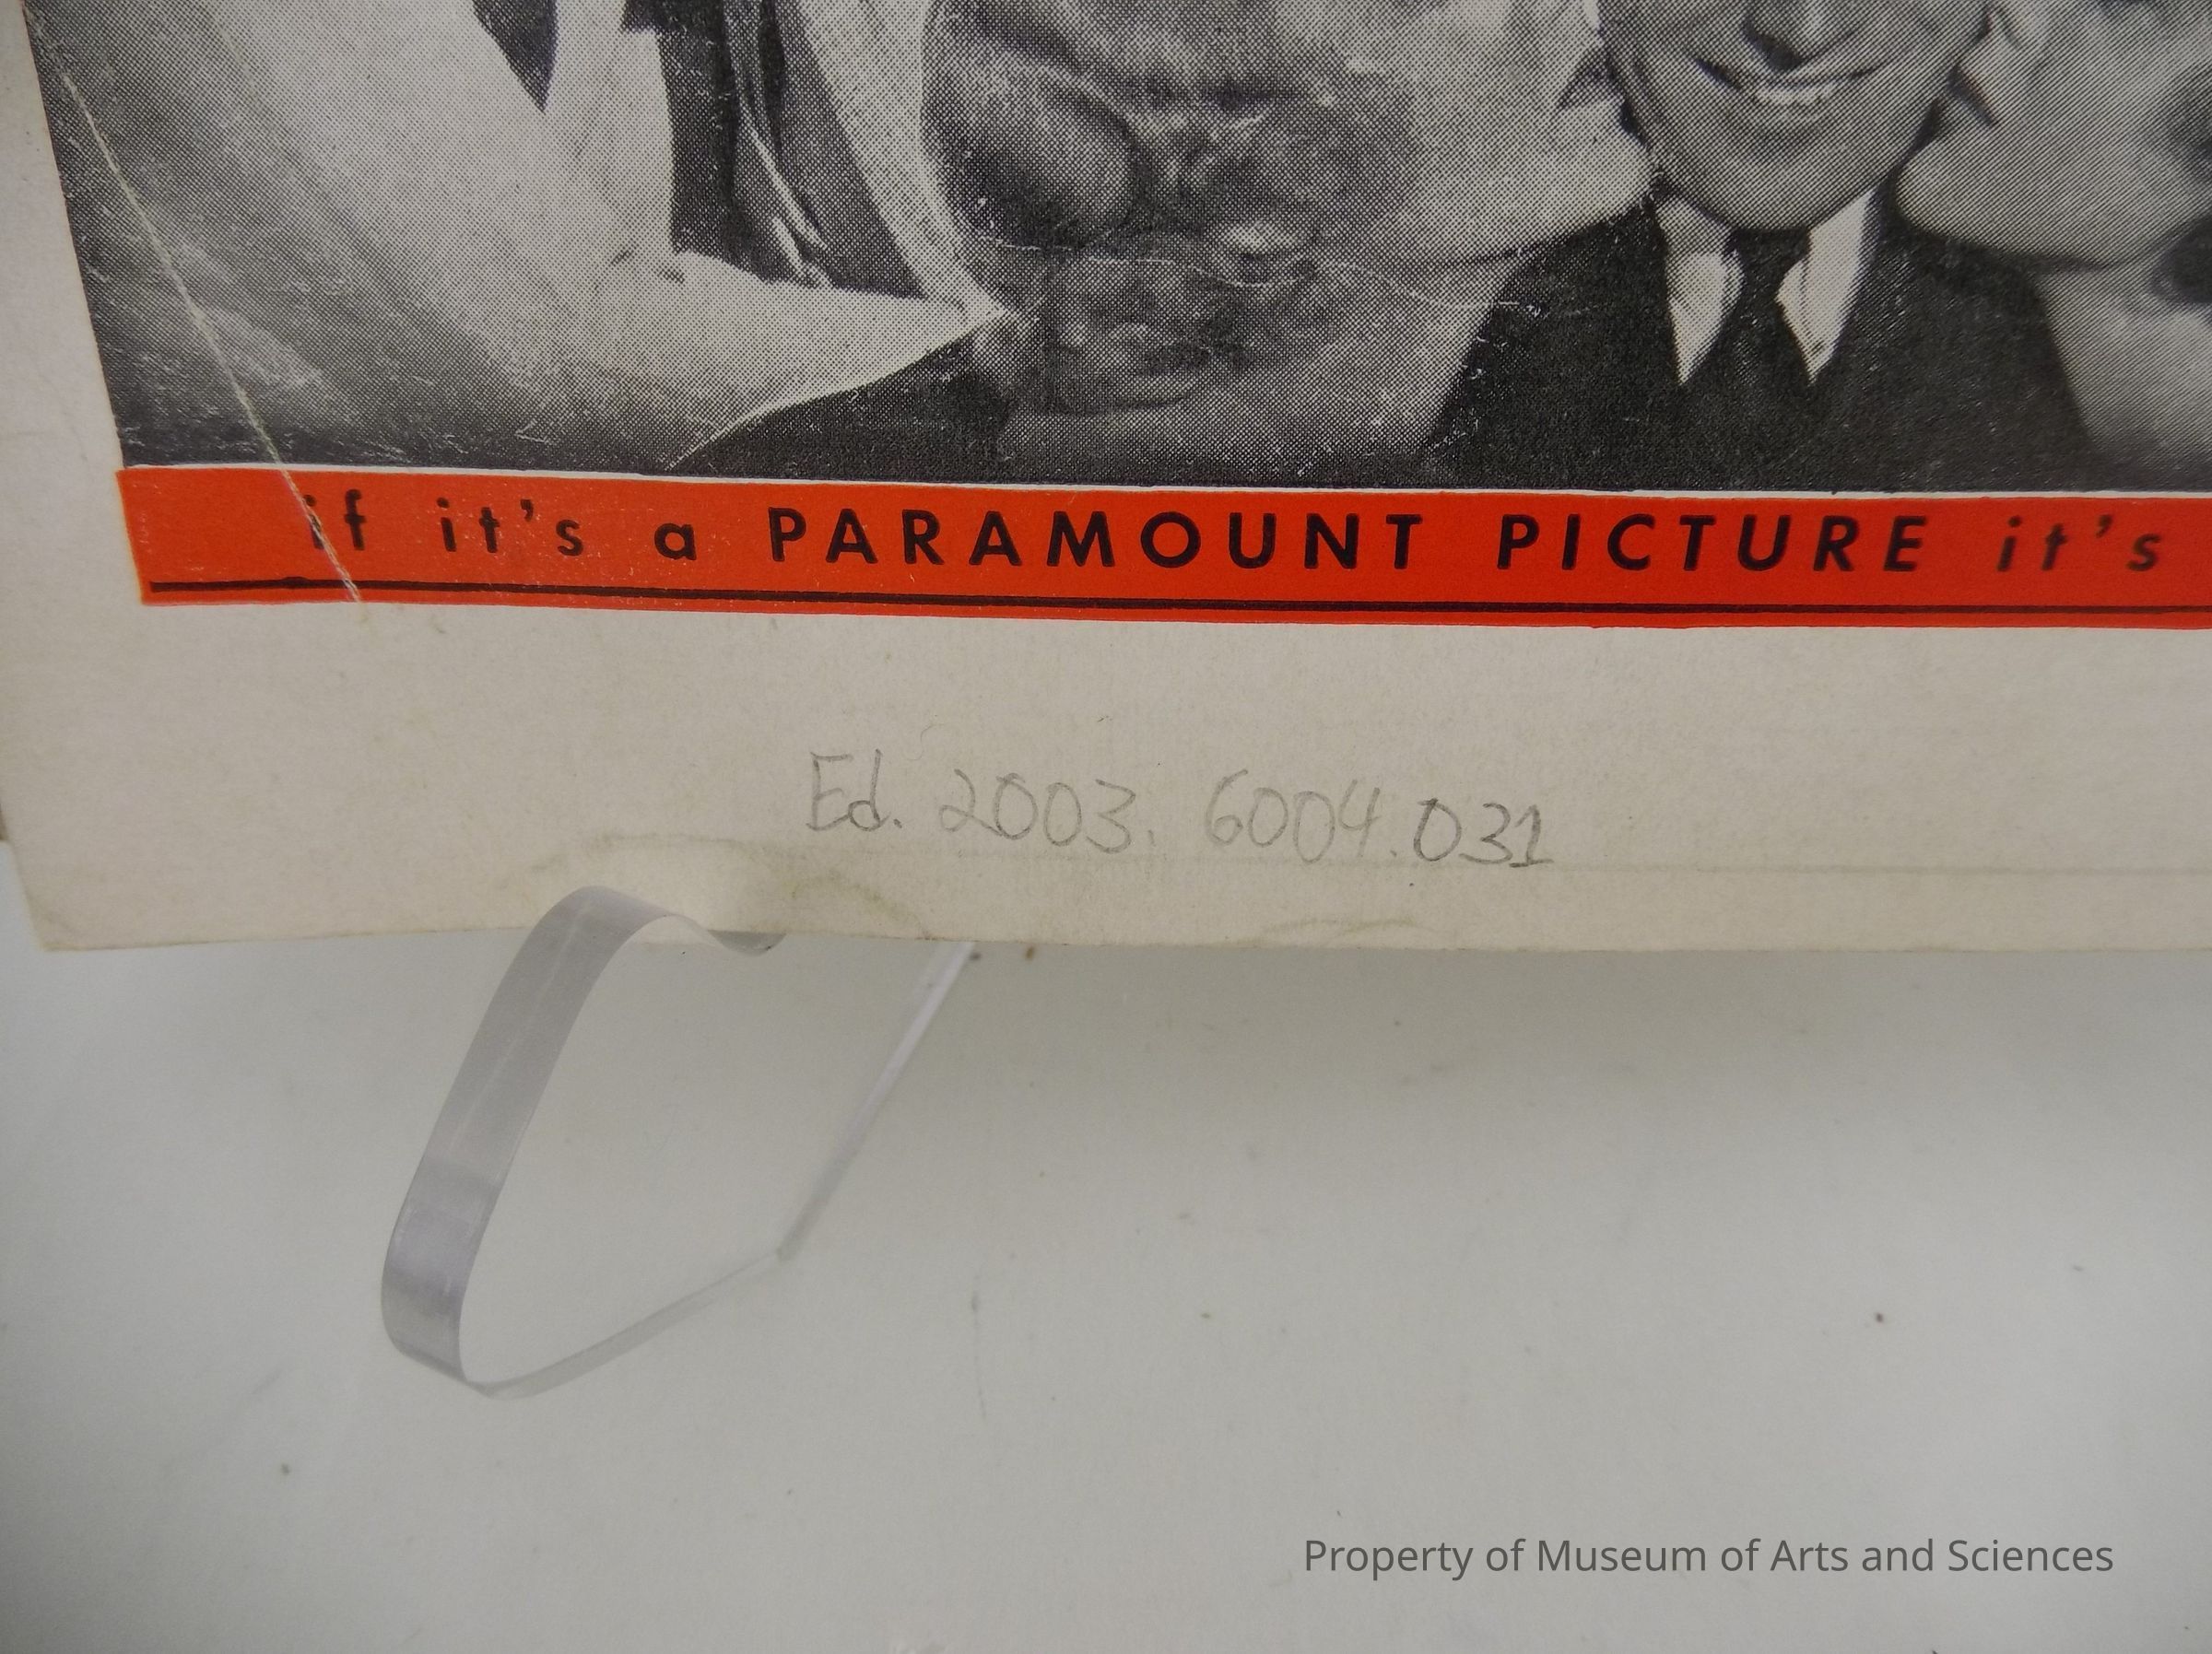 if it's a PARAMOUNT PICTURE it's
Ed. 2003. 6004.031
Property of Museum of Arts and Sciences